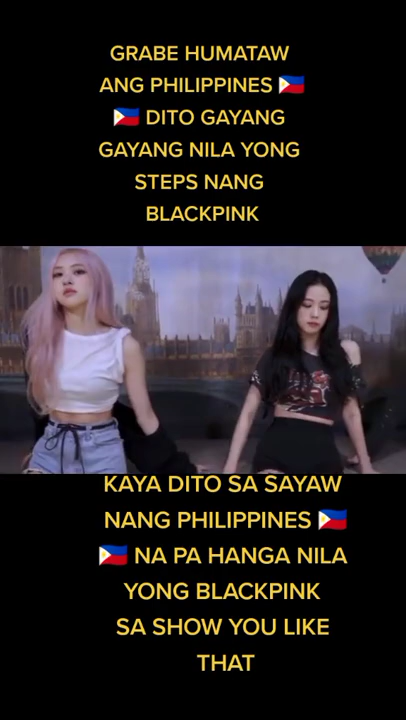 GRABE HUMATAW
ANG PHILIPPINES 🇵🇭
🇵🇭 DITO GAYANG
GAYANG NILA YONG
STEPS NANG
BLACKPINK
KAYA DITO SA SAYAW
NANG PHILIPPINES 🇵🇭
🇵🇭 NA PA HANGA NILA
YONG BLACKPINK
SA SHOW YOU LIKE
THAT